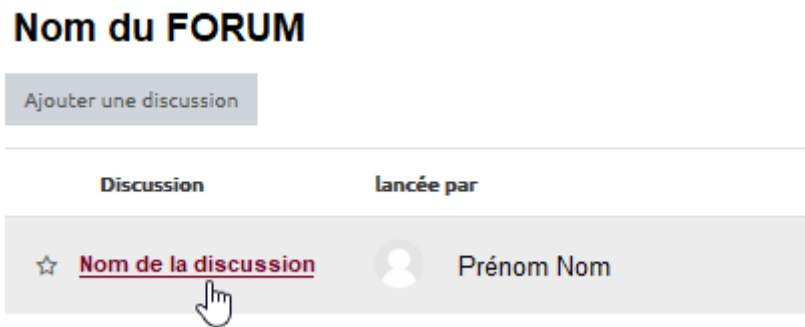 Nom du FORUM
Ajouter une discussion
Discussion lancée par
Nom de la discussion Prénom Nom